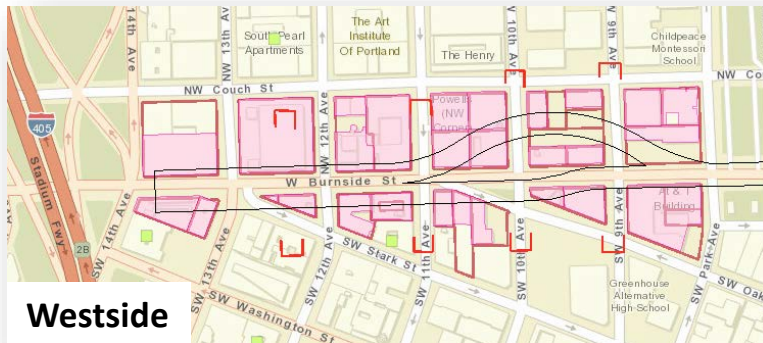 14th Ave
NW 13th Ave
South Pearl
Apartments
The Art
Institute
Of Portland
The Henry
NW 10th Ave
NW 9th Ave
Childpeace
Montessori
School
NW Couch St
NW Co
405
Stadium Fwy
NW 12th Ave
Powells
(NW
Corner
W Burnside St
At & T
Building
2B
SW 14th Ave
SW 13th Ave
SW 12th Ave
SW Stark St
SW 11th Ave
SW 10th Ave
SW 9th Ave
SW Park-Ave
SW Oak
Greenhouse
Alternative
High-School
SW Washington St
Westside